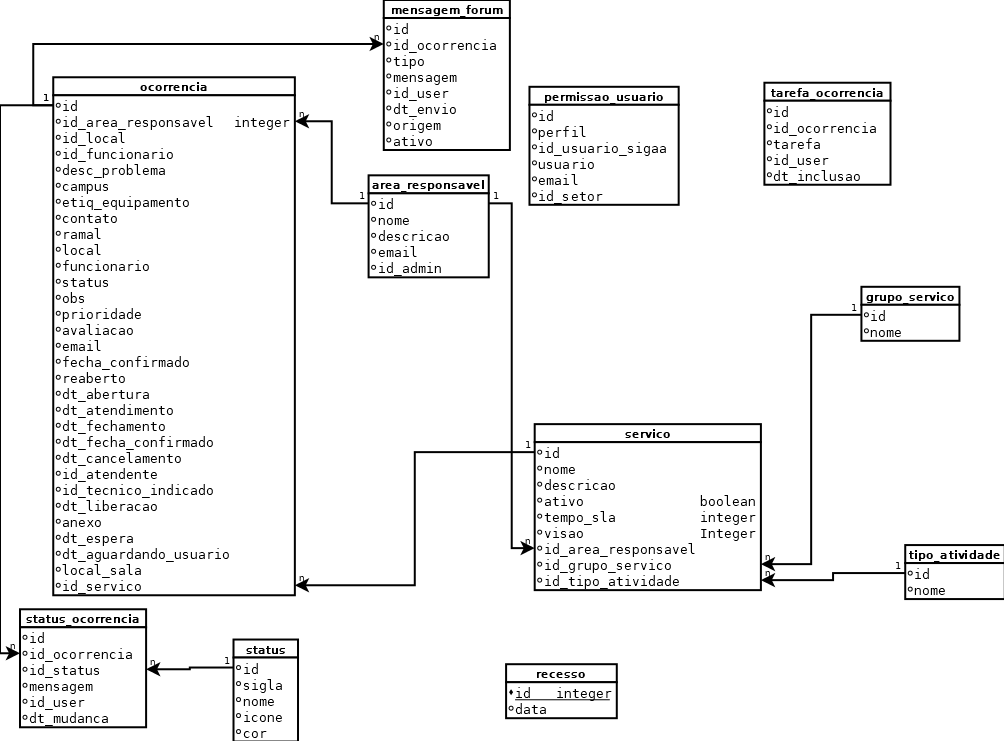 mensagem_forum
id
id_ocorrencia
tipo
mensagem
id_user
dt_envio
origem
ativo
n
ocorrencia
1
id
id_area_responsavel integer
n
id_local
id_funcionario
desc_problema
campus
etiq_equipamento
contato
ramal
local
funcionario
status
obs
prioridade
avaliacao
email
fecha_confirmado
reaberto
dt_abertura
dt_atendimento
dt_fechamento
dt_fecha_confirmado
dt_cancelamento
id_atendente
id_tecnico_indicado
dt_liberacao
anexo
dt_espera
dt_aguardando_usuario
local_sala
id_servico
n
area_responsavel
1
1
id
nome
descricao
email
id_admin
permissao_usuario
id
perfil
id_usuario_sigaa
usuario
email
id_setor
tarefa_ocorrencia
id
id_ocorrencia
tarefa
id_user
dt_inclusao
grupo_servico
1
id
nome
servico
1
id
nome
descricao
ativo boolean
tempo_sla integer
visao Integer
n
id_area_responsavel
id_grupo_servico
n
id_tipo_atividade
n
tipo_atividade
1
id
nome
status_ocorrencia
id
n
id_ocorrencia
id_status
n
mensagem
id_user
dt_mudanca
status
1
id
sigla
nome
icone
cor
recesso
id integer
data